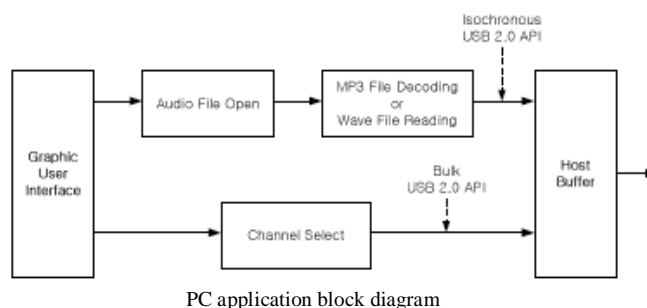 Isochronous
USB 2.0 API
Audio File Open
MP3 File Decoding
or
Wave File Reading
Graphic
User
Interface
Host
Buffer
Bulk
USB 2.0 API
Channel Select
PC application block diagram